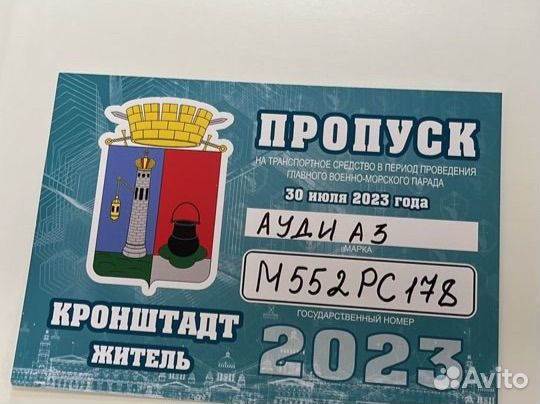 ПРОПУСК
НА ТРАНСПОРТНОЕ СРЕДСТВО В ПЕРИОД ПРОВЕДЕНИЯ
ГЛАВНОГО ВОЕННО-МОРСКОГО ПАРАДА
30 июля 2023 года
АУДИ А3
МАРКА
М552РС178
ГОСУДАРСТВЕННЫЙ НОМЕР
КРОНШТАДТ
ЖИТЕЛЬ
2023
Avito